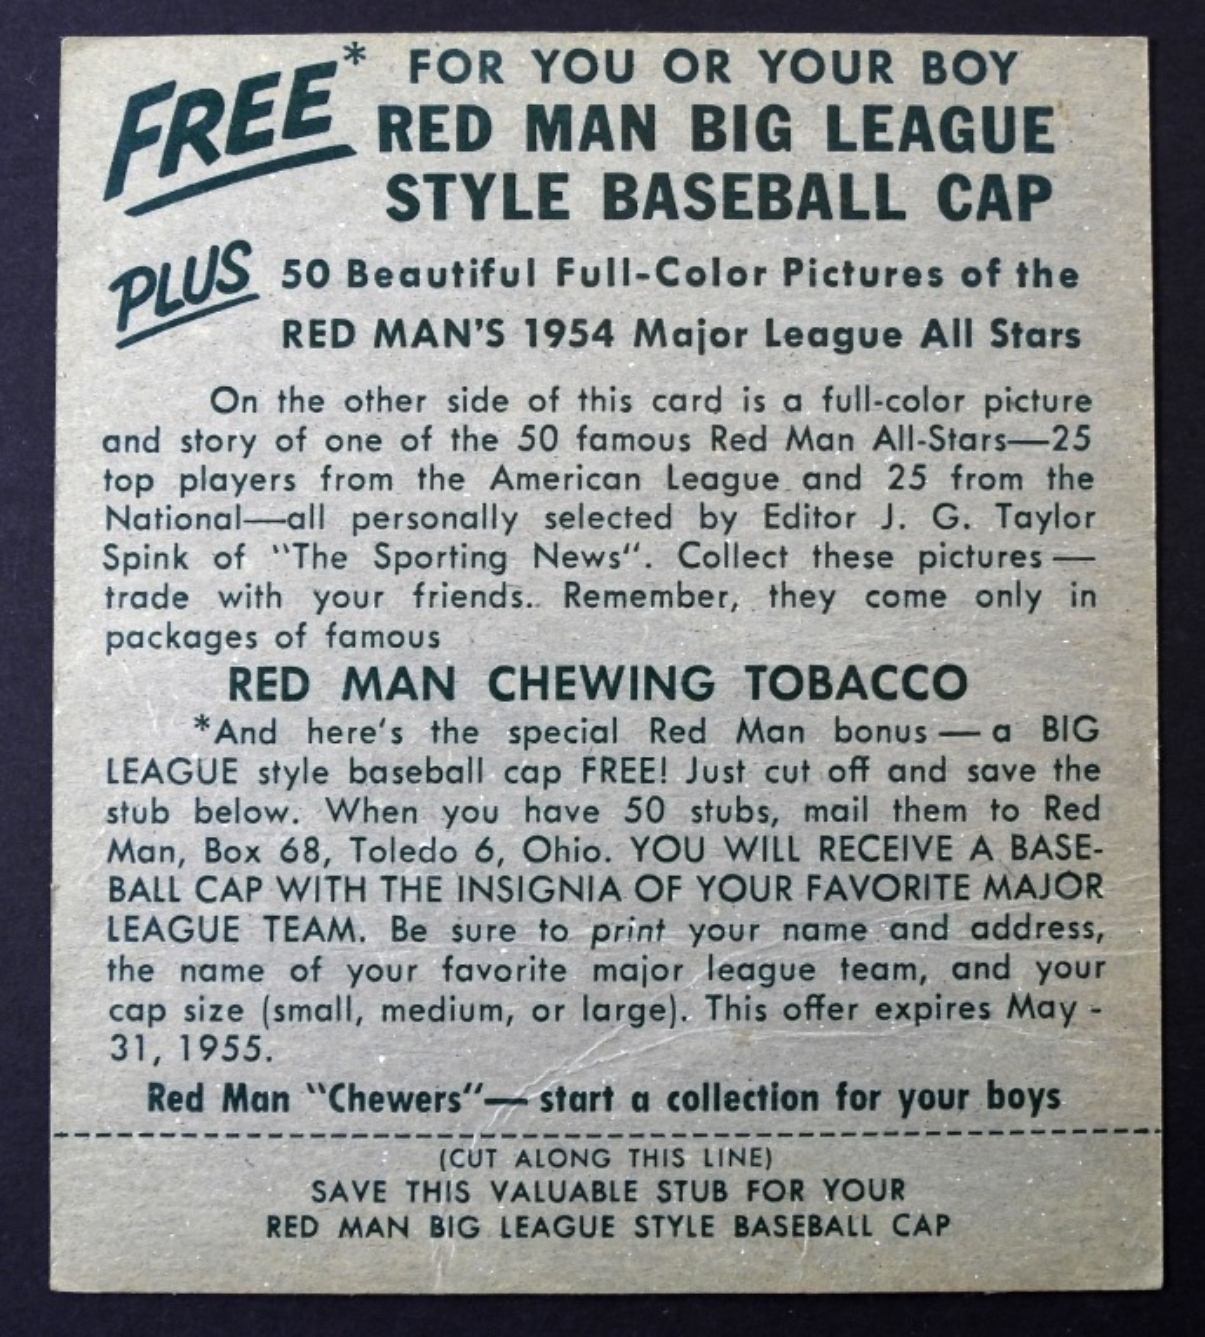 FREE* FOR YOU OR YOUR BOY
RED MAN BIG LEAGUE
STYLE BASEBALL CAP
PLUS 50 Beautiful Full-Color Pictures of the
RED MAN'S 1954 Major League All Stars
On the other side of this card is a full-color picture
and story of one of the 50 famous Red Man All-Stars—25
top players from the American League and 25 from the
National—all personally selected by Editor J. G. Taylor
Spink of "The Sporting News". Collect these pictures —
trade with your friends. Remember, they come only in
packages of famous
RED MAN CHEWING TOBACCO
*And here's the special Red Man bonus — a BIG
LEAGUE style baseball cap FREE! Just cut off and save the
stub below. When you have 50 stubs, mail them to Red
Man, Box 68, Toledo 6, Ohio. YOU WILL RECEIVE A BASE-
BALL CAP WITH THE INSIGNIA OF YOUR FAVORITE MAJOR
LEAGUE TEAM. Be sure to print your name and address,
the name of your favorite major league team, and your
cap size (small, medium, or large). This offer expires May -
31, 1955.
Red Man "Chewers"— start a collection for your boys
(CUT ALONG THIS LINE)
SAVE THIS VALUABLE STUB FOR YOUR
RED MAN BIG LEAGUE STYLE BASEBALL CAP